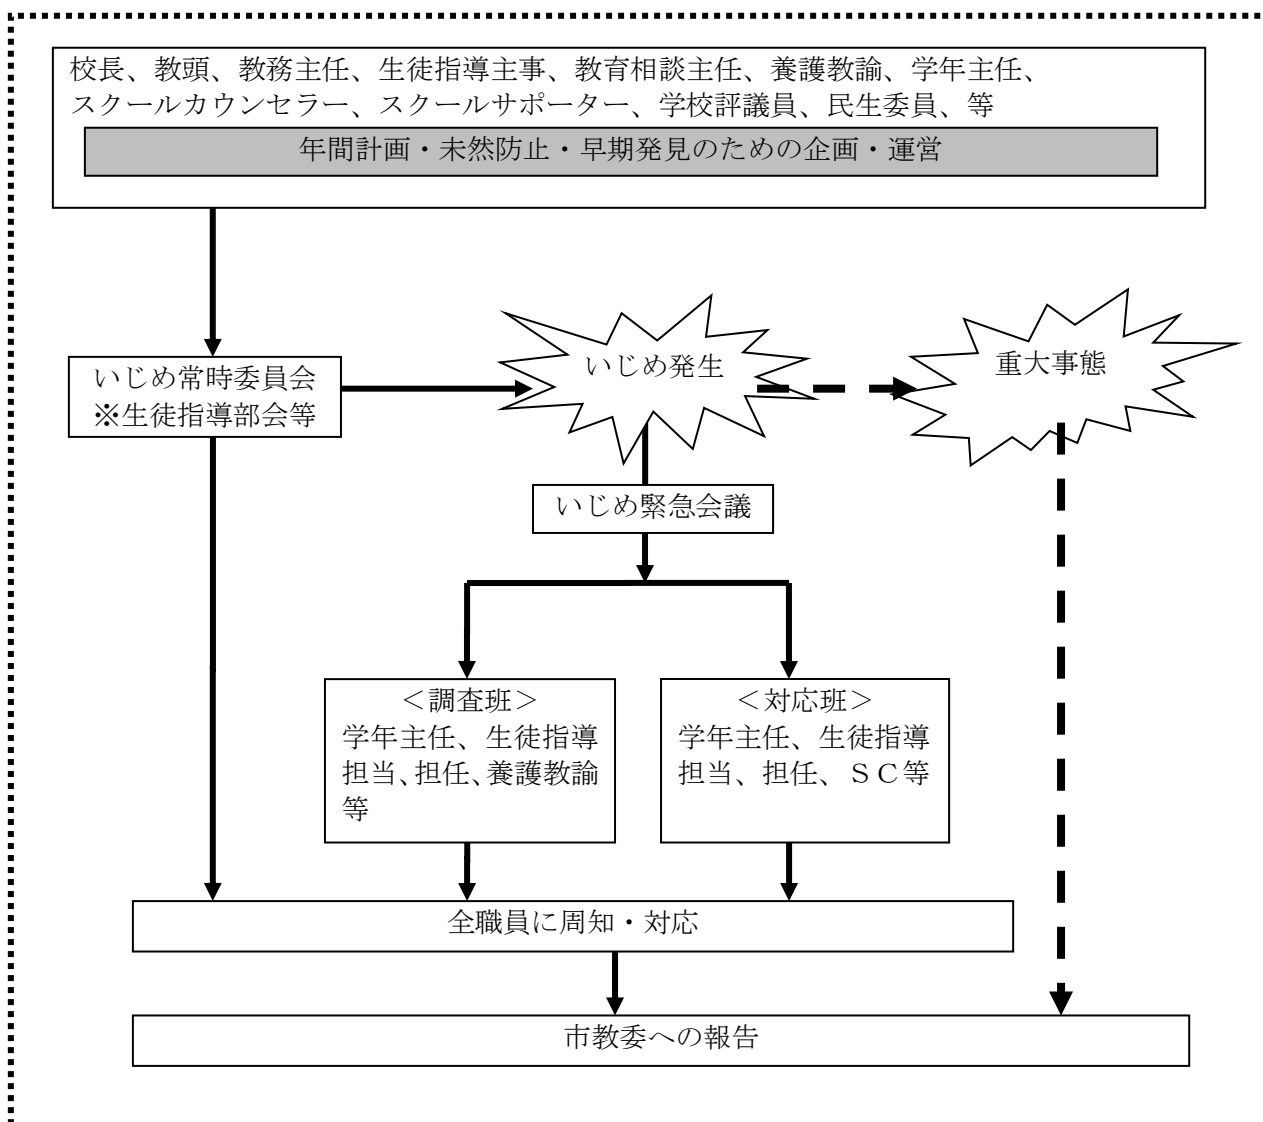 校長、教頭、教務主任、生徒指導主事、教育相談主任、養護教諭、学年主任、
スクールカウンセラー、スクールサポーター、学校評議員、民生委員、等
年間計画・未然防止・早期発見のための企画・運営
いじめ発生
重大事態
いじめ常時委員会
※生徒指導部会等
いじめ緊急会議
＜調査班＞
学年主任、生徒指導
担当、担任、養護教諭
等
＜対応班＞
学年主任、生徒指導
担当、担任、ＳＣ等
全職員に周知・対応
市教委への報告